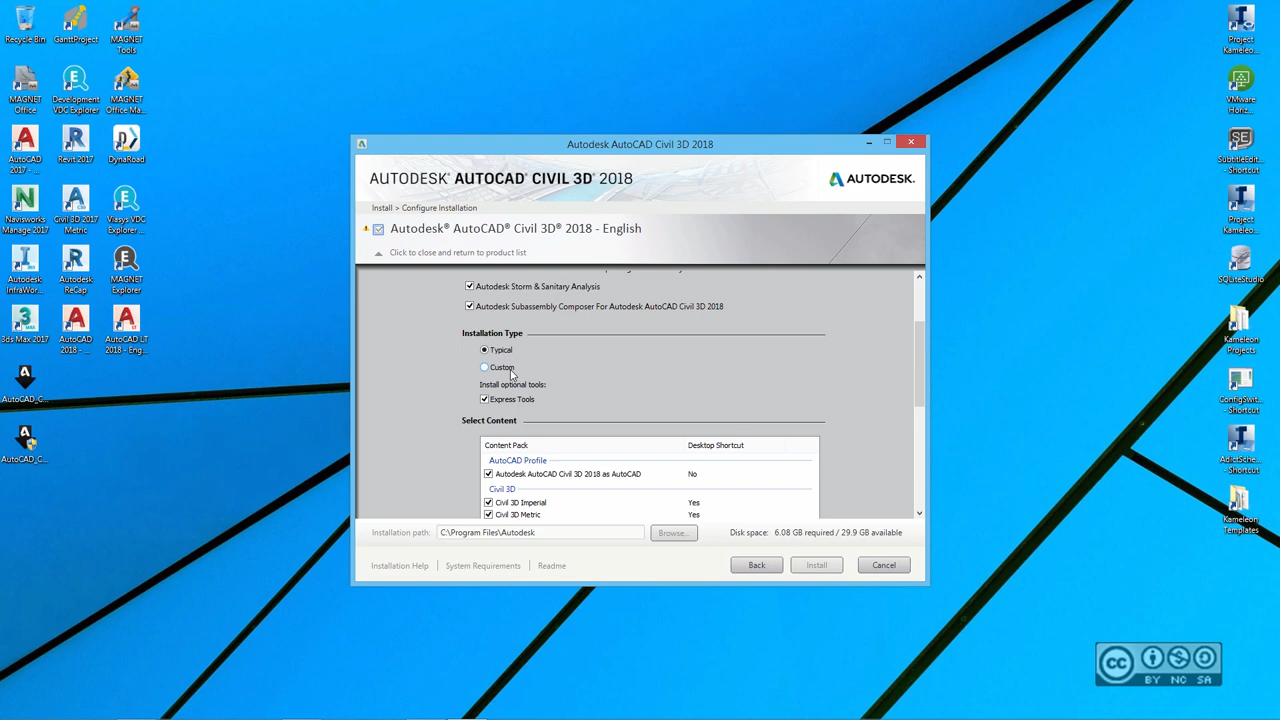 Recycle Bin
GanttProject
MAGNET
Tools
MAGNET
Office
Development
VDC Explorer
MAGNET
Office Ma...
AutoCAD
2017 - ...
Revit 2017
DynaRoad
Navisworks
Manage 2017
Civil 3D 2017
Metric
Viasys VDC
Explorer ...
Autodesk
InfraWor...
Autodesk
ReCap
MAGNET
Explorer
3ds Max 2017
AutoCAD
2018 - ...
AutoCAD LT
2018 - Eng...
AutoCAD_C...
AutoCAD_C...
Autodesk AutoCAD Civil 3D 2018
AUTODESK® AUTOCAD® CIVIL 3D® 2018
AUTODESK.
Install > Configure Installation
Autodesk® AutoCAD® Civil 3D® 2018 - English
Click to close and return to product list
Autodesk Storm & Sanitary Analysis
Autodesk Subassembly Composer For Autodesk AutoCAD Civil 3D 2018
Installation Type
Typical
Custom
Install optional tools:
Express Tools
Select Content
Content Pack Desktop Shortcut
AutoCAD Profile
Autodesk AutoCAD Civil 3D 2018 as AutoCAD No
Civil 3D
Civil 3D Imperial Yes
Civil 3D Metric Yes
Installation path: C:\Program Files\Autodesk Browse... Disk space: 6.08 GB required / 29.9 GB available
Installation Help | System Requirements | Readme
Back Install Cancel
Project
Kameleo...
VMware
Horiz...
SE
SubtitleEdit...
- Shortcut
Project
Kameleo...
SQLiteStudio
Kameleon
Projects
ConfigSwit...
- Shortcut
AdictSche...
- Shortcut
Kameleon
Templates
cc
BY NC SA